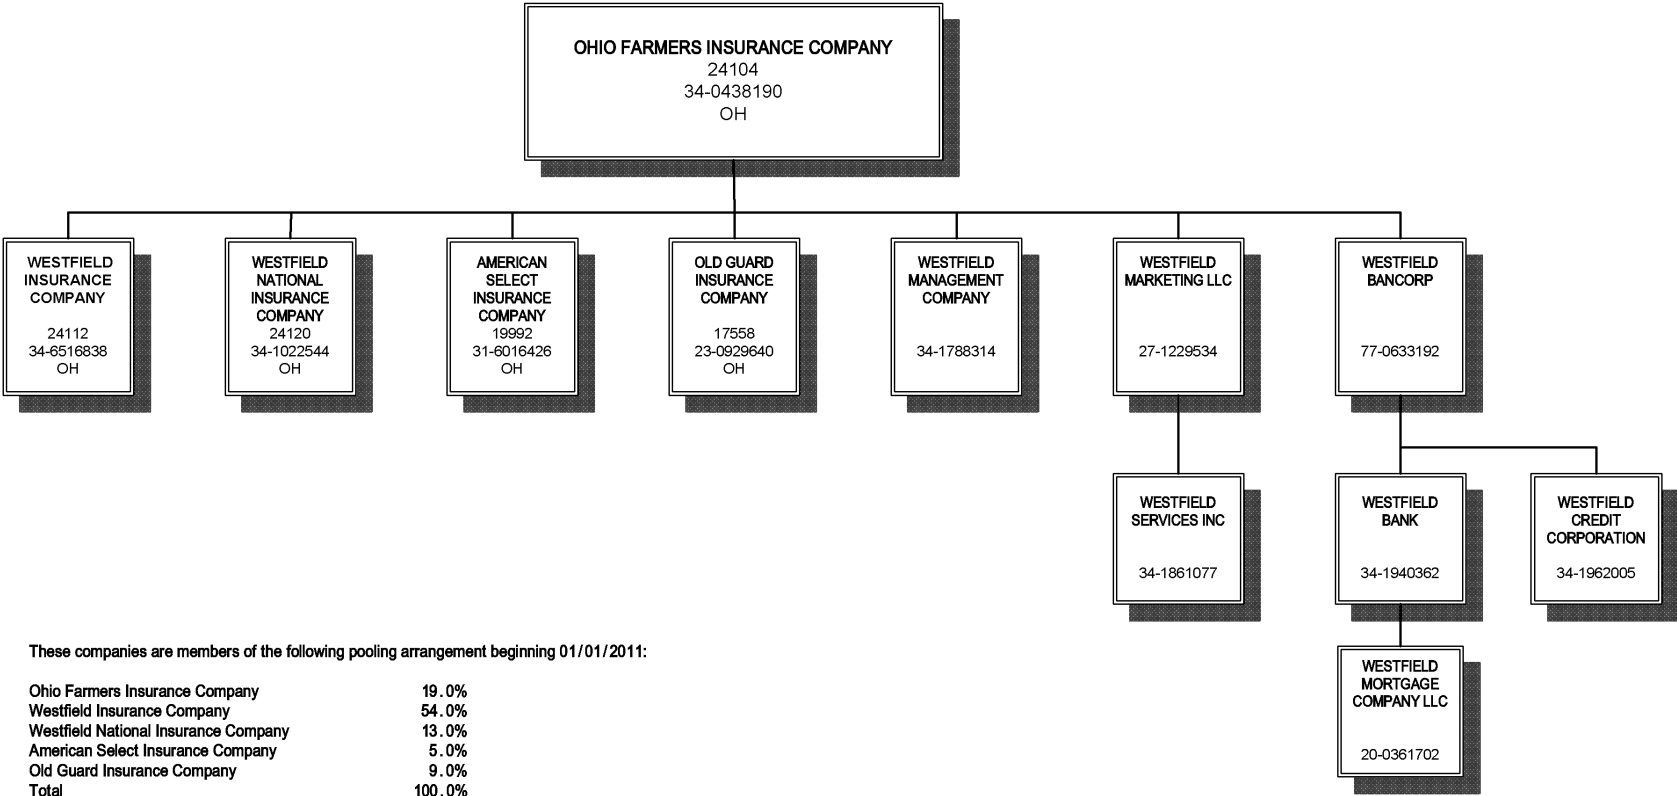 OHIO FARMERS INSURANCE COMPANY
24104
34-0438190
OH
WESTFIELD
INSURANCE
COMPANY
24112
34-6516838
OH
WESTFIELD
NATIONAL
INSURANCE
COMPANY
24120
34-1022544
OH
AMERICAN
SELECT
INSURANCE
COMPANY
19992
31-6016426
OH
OLD GUARD
INSURANCE
COMPANY
17558
23-0929640
OH
WESTFIELD
MANAGEMENT
COMPANY
34-1788314
WESTFIELD
MARKETING LLC
27-1229534
WESTFIELD
BANCORP
77-0633192
WESTFIELD
SERVICES INC
34-1861077
WESTFIELD
BANK
34-1940362
WESTFIELD
CREDIT
CORPORATION
34-1962005
WESTFIELD
MORTGAGE
COMPANY LLC
20-0361702
These companies are members of the following pooling arrangement beginning 01/01/2011:
Ohio Farmers Insurance Company 19.0%
Westfield Insurance Company 54.0%
Westfield National Insurance Company 13.0%
American Select Insurance Company 5.0%
Old Guard Insurance Company 9.0%
Total 100.0%